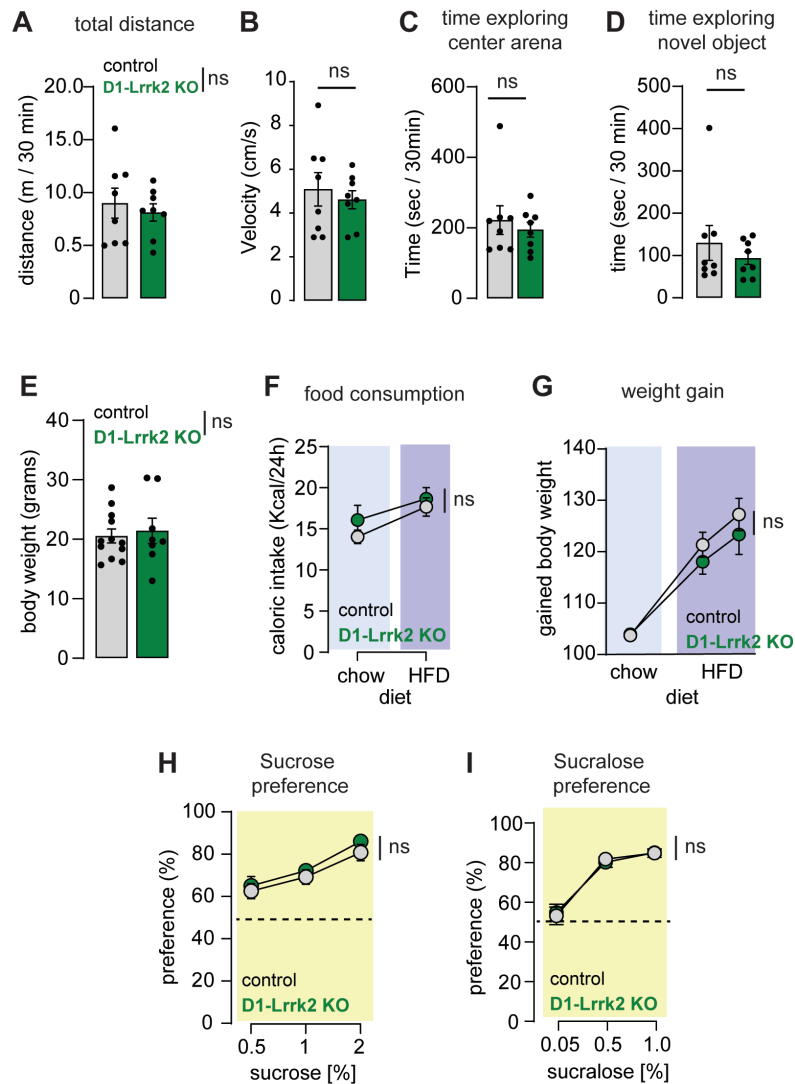 A
total distance
control
D1-Lrrk2 KO
ns
distance (m / 30 min)
20.0
15.0
10.0
0.5
0
B
ns
Velocity (cm/s)
10
8
6
4
2
0
C
time exploring
center arena
ns
Time (sec / 30min)
600
400
200
0
D
time exploring
novel object
ns
time (sec / 30 min)
500
400
300
200
100
0
E
control
D1-Lrrk2 KO
ns
body weight (grams)
40
30
20
10
0
F
food consumption
caloric intake (Kcal/24h)
25
20
15
10
5
0
ns
control
D1-Lrrk2 KO
chow
HFD
diet
G
weight gain
gained body weight
140
130
120
110
100
ns
control
D1-Lrrk2 KO
chow
HFD
diet
H
Sucrose
preference
preference (%)
100
80
60
40
20
0
ns
control
D1-Lrrk2 KO
0.5
1
2
sucrose [%]
I
Sucralose
preference
preference (%)
100
80
60
40
20
0
ns
control
D1-Lrrk2 KO
0.05
0.5
1.0
sucralose [%]